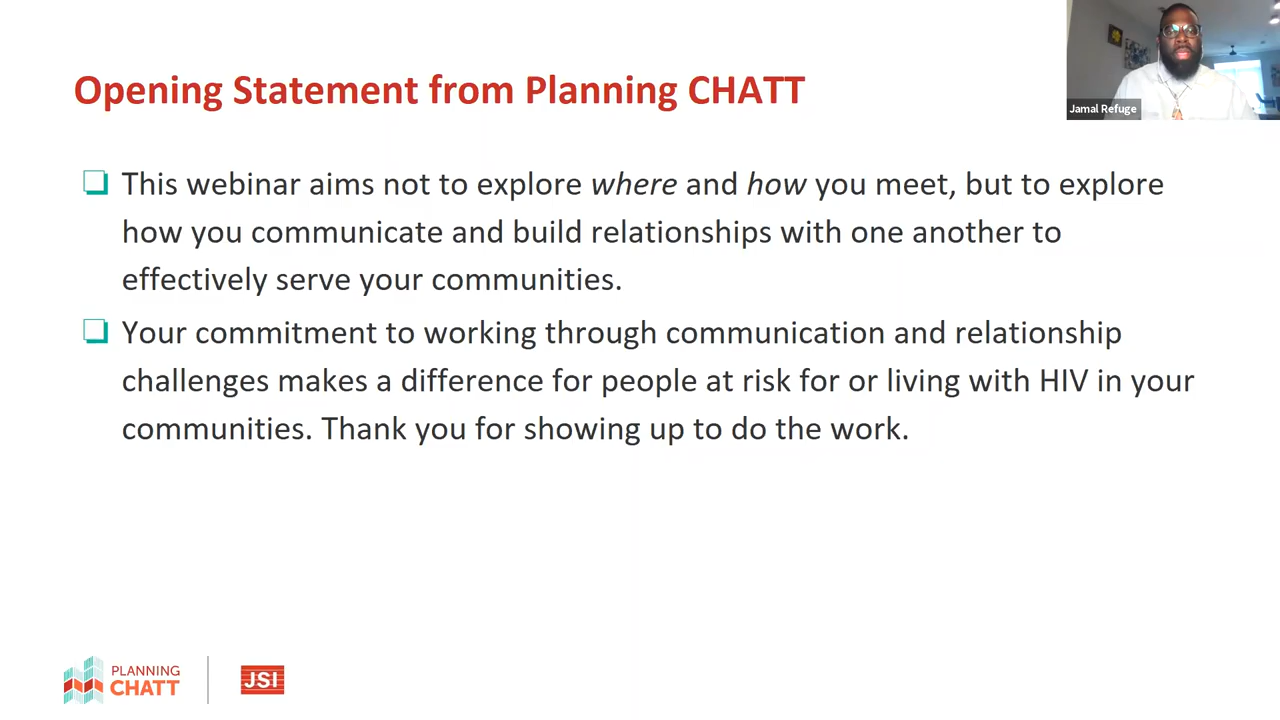 Opening Statement from Planning CHATT
Jamal Refuge
❏ This webinar aims not to explore where and how you meet, but to explore
how you communicate and build relationships with one another to
effectively serve your communities.
❏ Your commitment to working through communication and relationship
challenges makes a difference for people at risk for or living with HIV in your
communities. Thank you for showing up to do the work.
PLANNING
CHATT
JSI